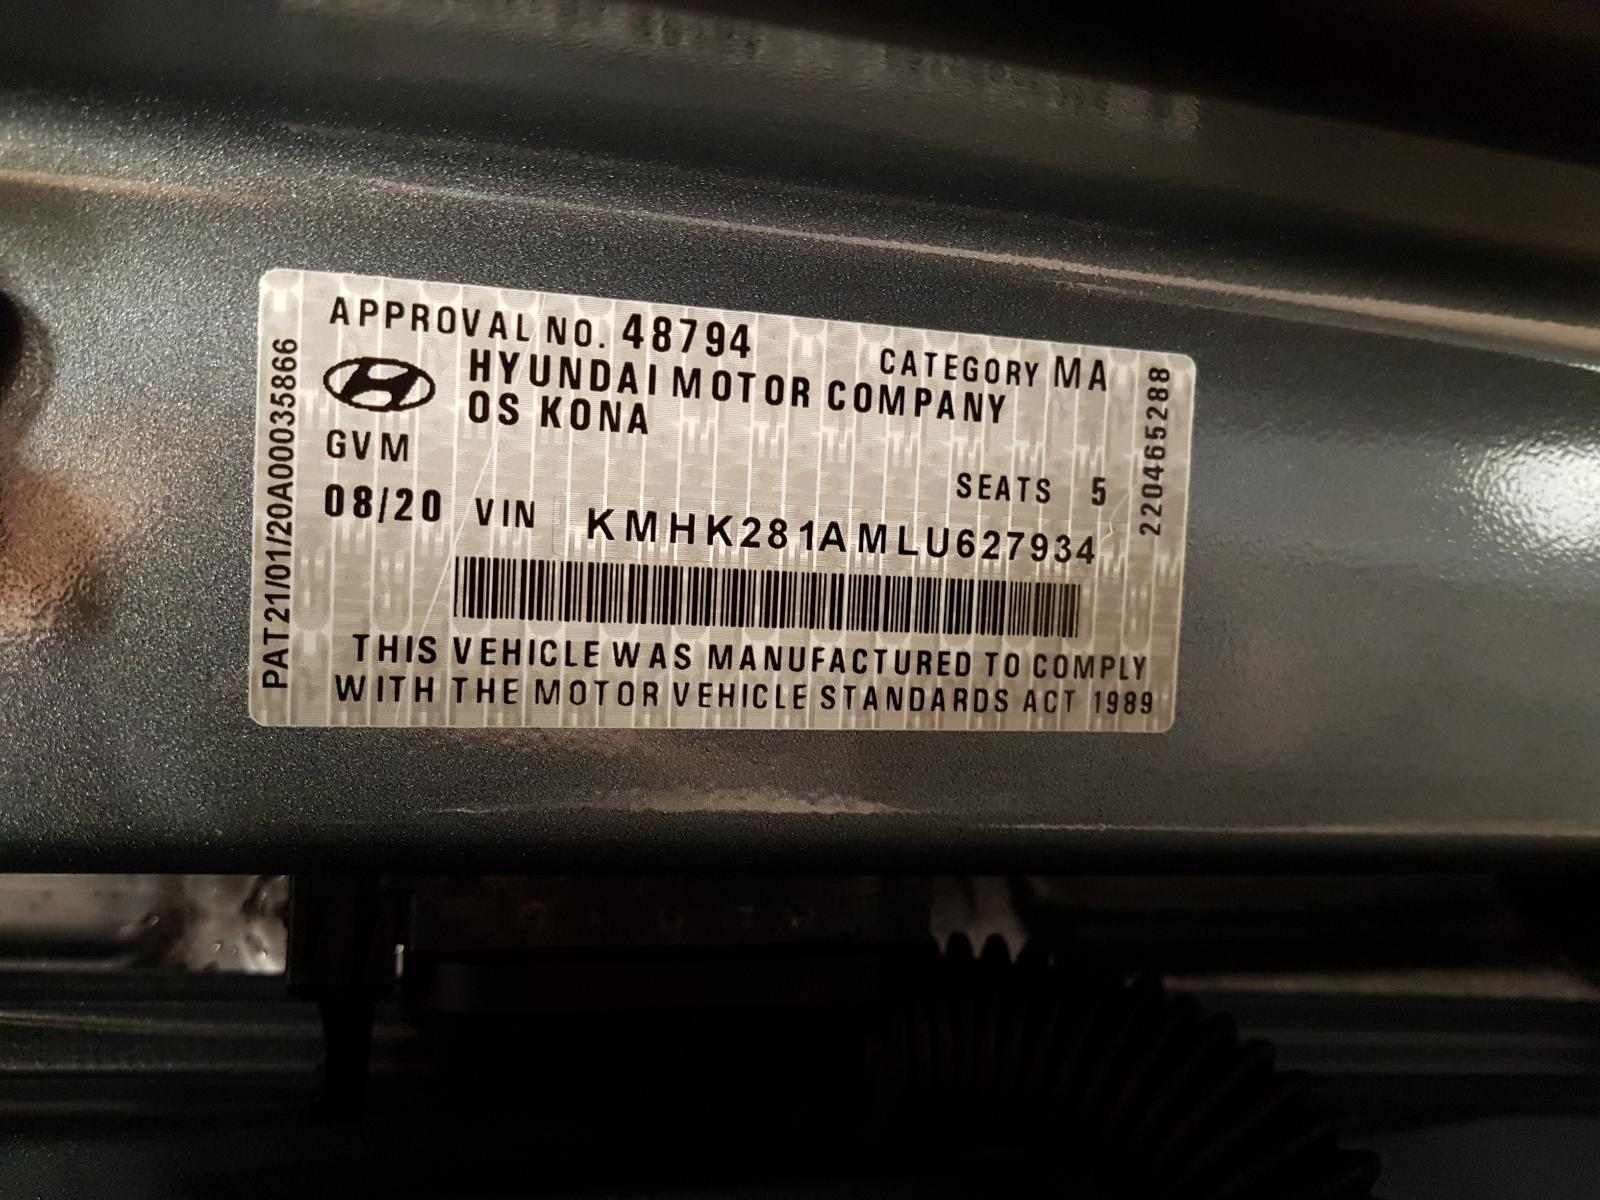 APPROVAL NO. 48794
CATEGORY MA
HYUNDAI MOTOR COMPANY
OS KONA
GVM
SEATS 5
08/20 VIN KMHK281AMLU627934
THIS VEHICLE WAS MANUFACTURED TO COMPLY
WITH THE MOTOR VEHICLE STANDARDS ACT 1989
PAT21/01/20A00035866
220465288